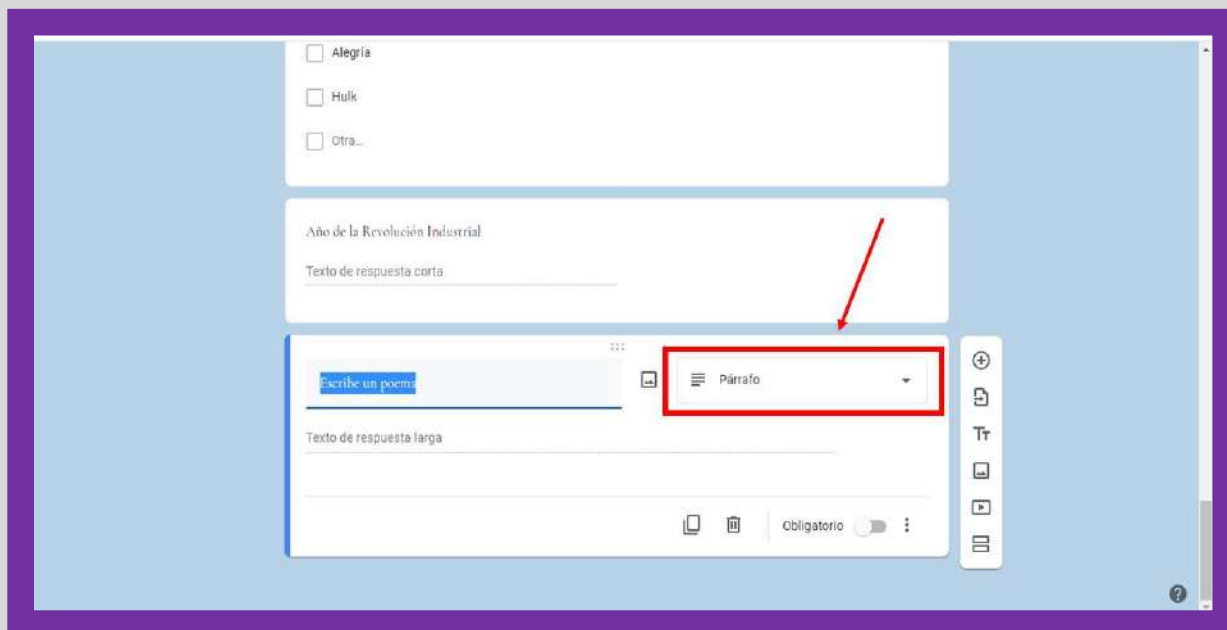 Alegría
Hulk
Otra...
Año de la Revolución Industrial
Texto de respuesta corta
Escribe un poema
Párrafo
Texto de respuesta larga
Obligatorio